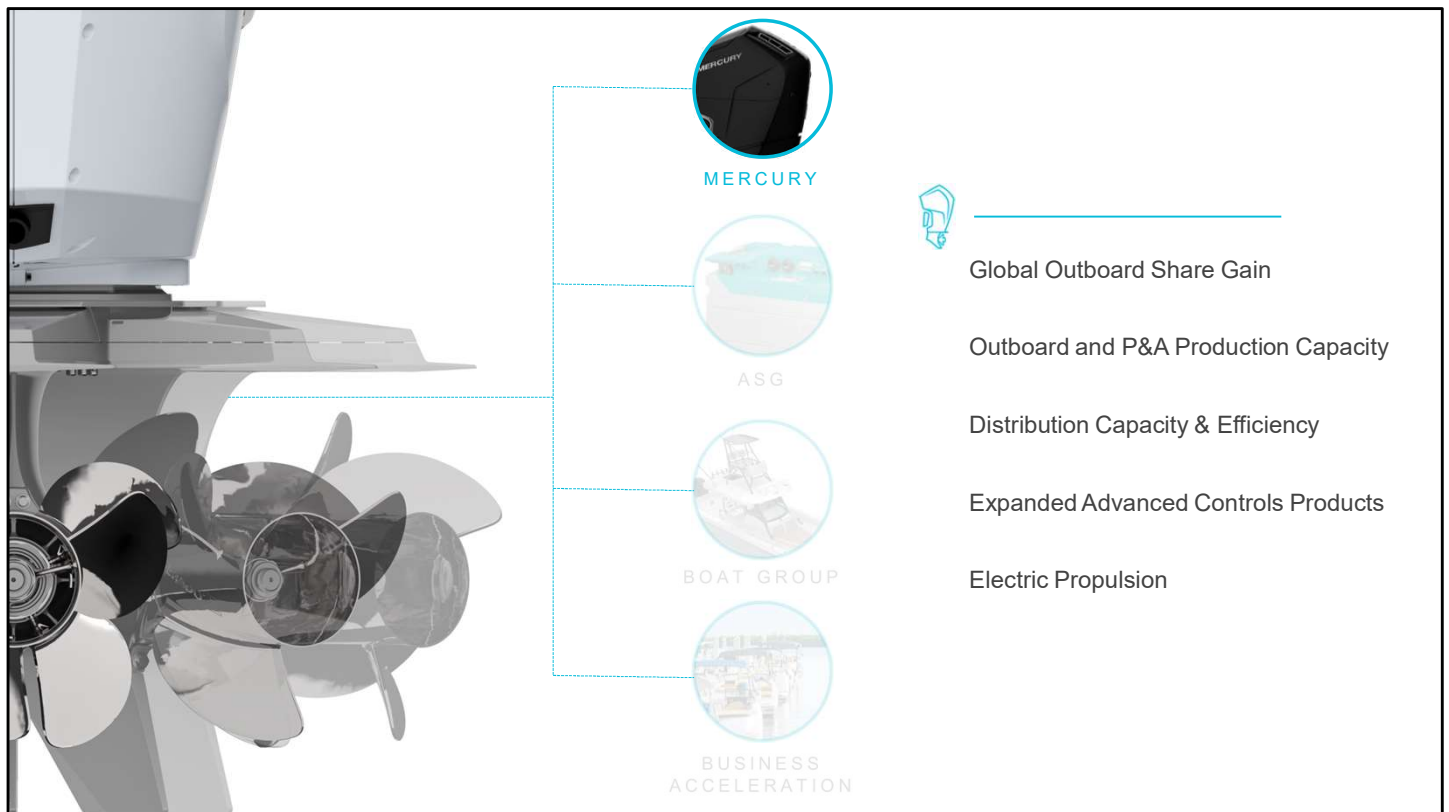 MERCURY
MERCURY
ASG
BOAT GROUP
BUSINESS
ACCELERATION
Global Outboard Share Gain
Outboard and P&A Production Capacity
Distribution Capacity & Efficiency
Expanded Advanced Controls Products
Electric Propulsion